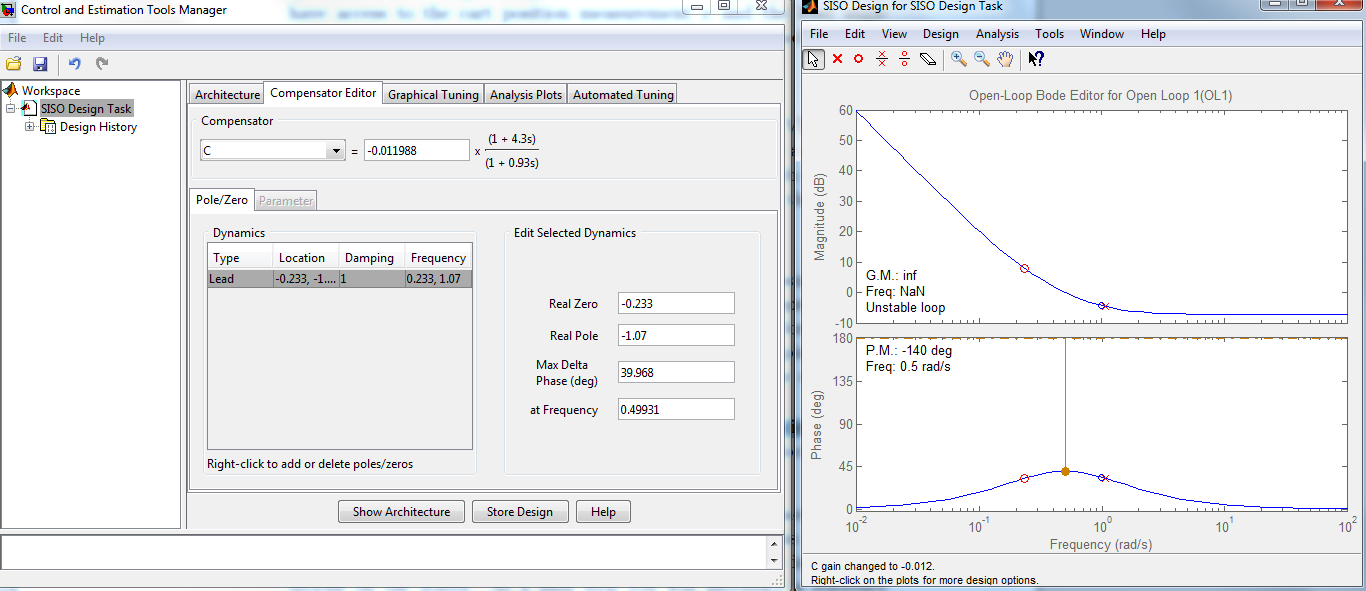 Control and Estimation Tools Manager
File Edit Help
Workspace
SISO Design Task
Design History
Architecture Compensator Editor Graphical Tuning Analysis Plots Automated Tuning
Compensator
C = -0.011988 x (1 + 4.3s)
(1 + 0.93s)
Pole/Zero Parameter
Dynamics
Type Location Damping Frequency
Lead -0.233, -1.... 1 0.233, 1.07
Right-click to add or delete poles/zeros
Edit Selected Dynamics
Real Zero -0.233
Real Pole -1.07
Max Delta
Phase (deg) 39.968
at Frequency 0.49931
Show Architecture Store Design Help
SISO Design for SISO Design Task
File Edit View Design Analysis Tools Window Help
Open-Loop Bode Editor for Open Loop 1(OL1)
Magnitude (dB)
60
50
40
30
20
10
0
-10
G.M.: inf
Freq: NaN
Unstable loop
Phase (deg)
180
135
90
45
0
P.M.: -140 deg
Freq: 0.5 rad/s
10^-2 10^-1 10^0 10^1 10^2
Frequency (rad/s)
C gain changed to -0.012.
Right-click on the plots for more design options.